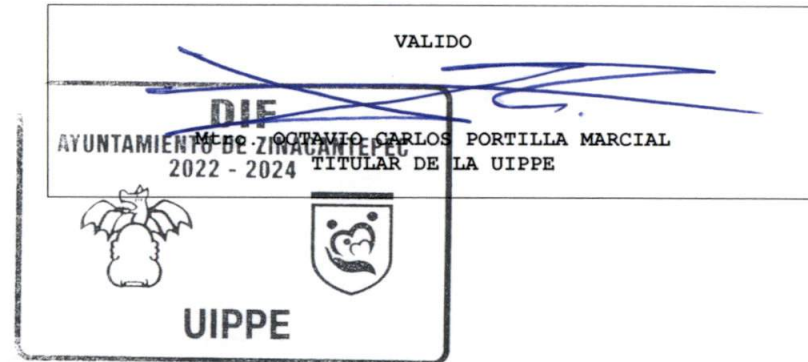 VALIDO
DIF
AYUNTAMIENTO DE ZINACANTEPEC
2022 - 2024
Mtro. OCTAVIO CARLOS PORTILLA MARCIAL
TITULAR DE LA UIPPE
UIPPE